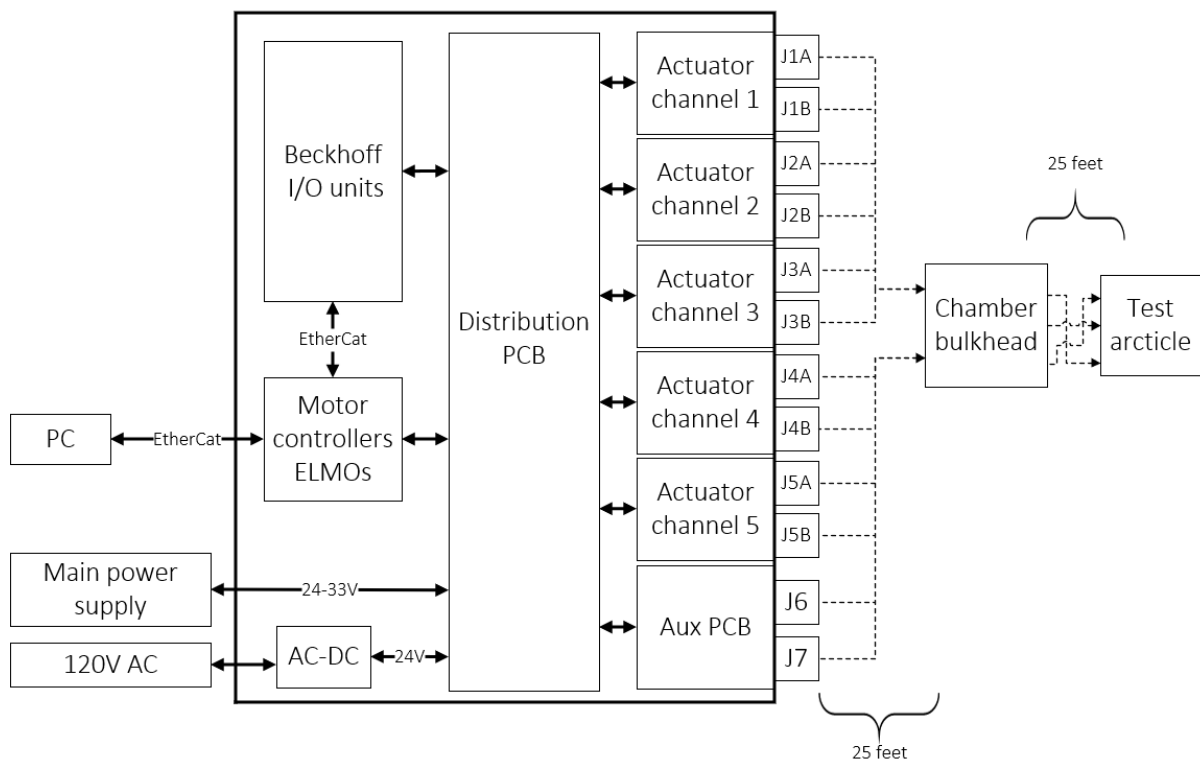 Beckhoff
I/O units
EtherCat
Motor
controllers
ELMOs
PC
EtherCat
Main power
supply
24-33V
120V AC
AC-DC
24V
Distribution
PCB
Actuator
channel 1
Actuator
channel 2
Actuator
channel 3
Actuator
channel 4
Actuator
channel 5
Aux PCB
J1A
J1B
J2A
J2B
J3A
J3B
J4A
J4B
J5A
J5B
J6
J7
25 feet
Chamber
bulkhead
25 feet
Test
arcticle